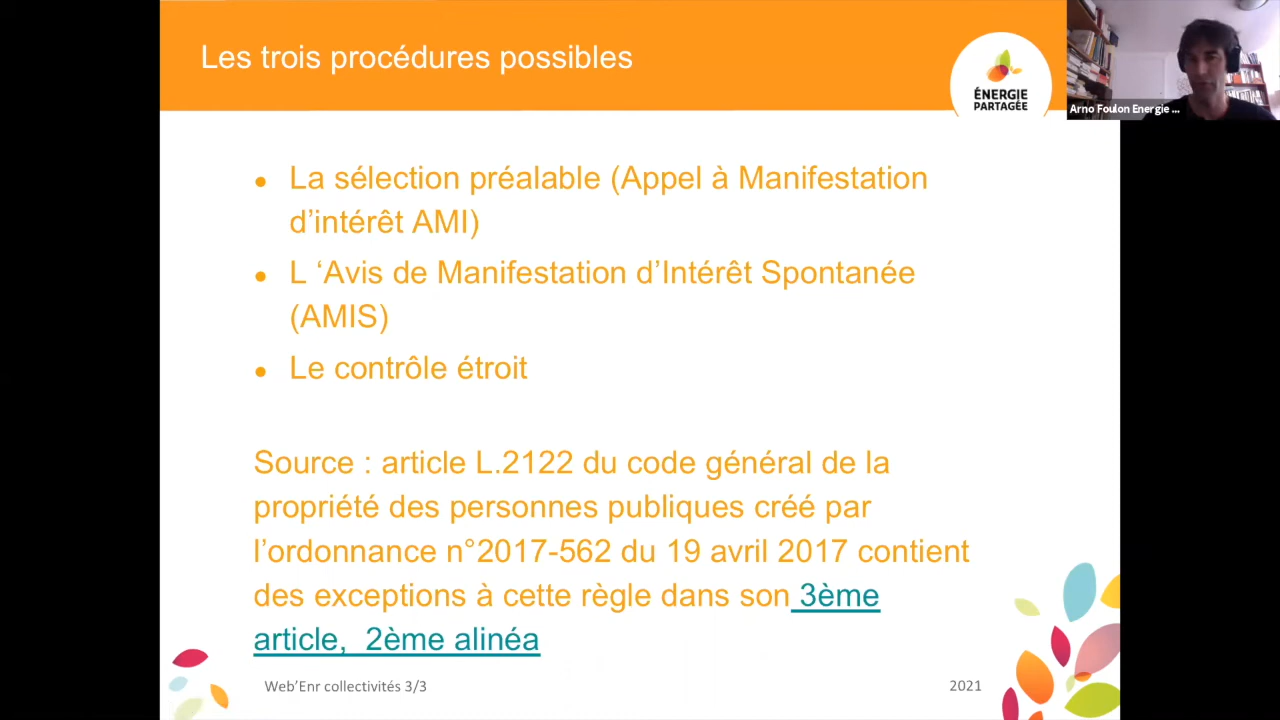 Les trois procédures possibles
ÉNERGIE
PARTAGÉE
Arno Foulon Energie ...
● La sélection préalable (Appel à Manifestation
d’intérêt AMI)
● L ‘Avis de Manifestation d’Intérêt Spontanée
(AMIS)
● Le contrôle étroit
Source : article L.2122 du code général de la
propriété des personnes publiques créé par
l’ordonnance n°2017-562 du 19 avril 2017 contient
des exceptions à cette règle dans son 3ème
article, 2ème alinéa
Web’Enr collectivités 3/3
2021